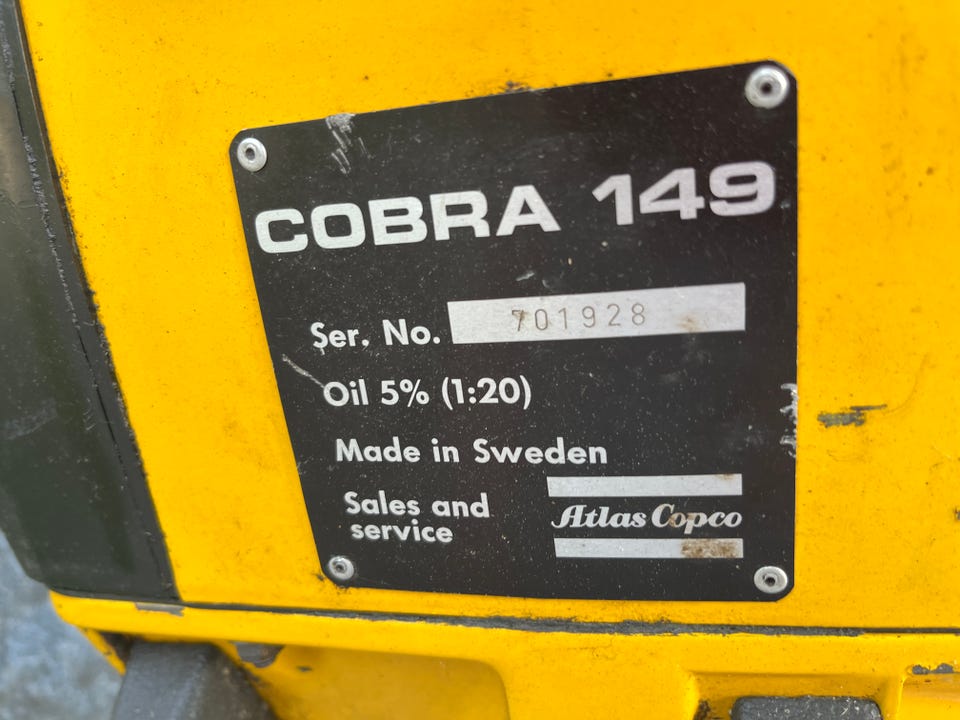 COBRA 149
Ser. No. 701928
Oil 5% (1:20)
Made in Sweden
Sales and
service
Atlas Copco